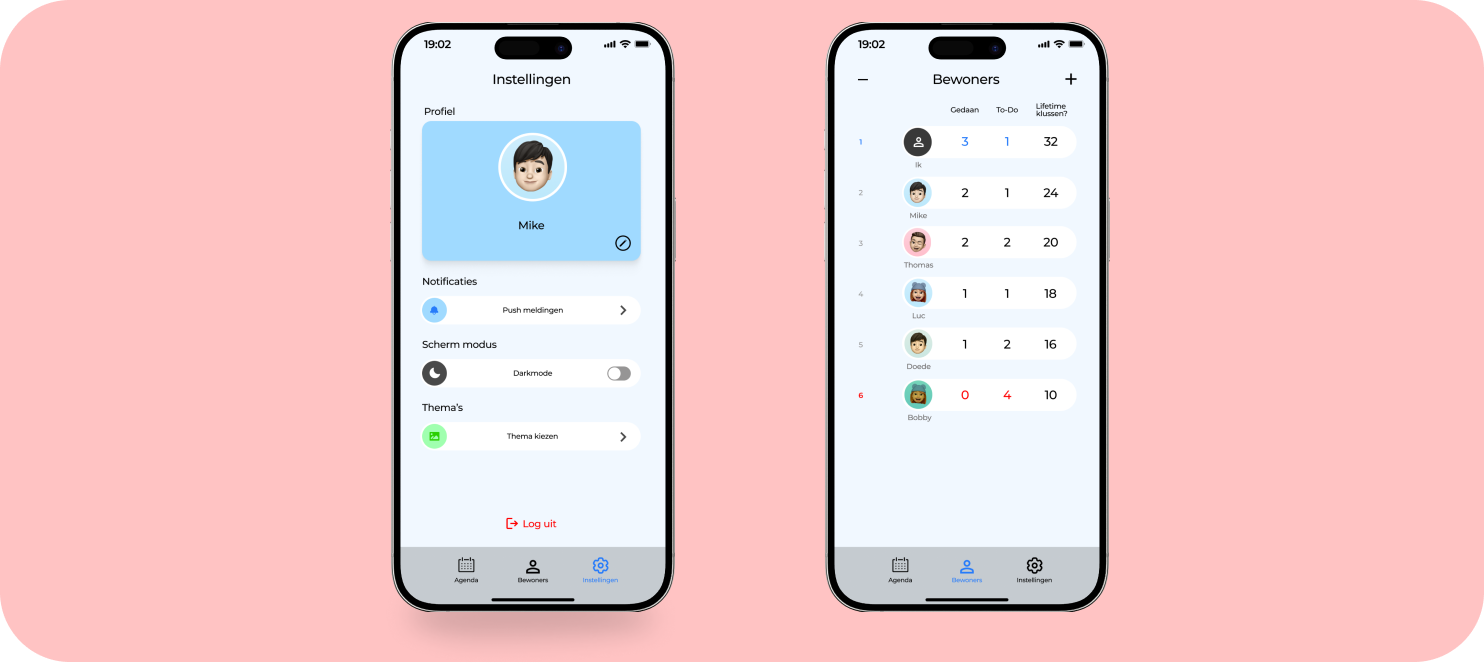 19:02
Instellingen
Profiel
Mike
Notificaties
Push meldingen
Scherm modus
Darkmode
Thema's
Thema kiezen
Log uit
Agenda Bewoners Instellingen
19:02
Bewoners
Gedaan To-Do Lifetime
klussen?
1 3 1 32
Ik
2 2 1 24
Mike
3 2 2 20
Thomas
4 1 1 18
Luc
5 1 2 16
Doede
6 0 4 10
Bobby
Agenda Bewoners Instellingen